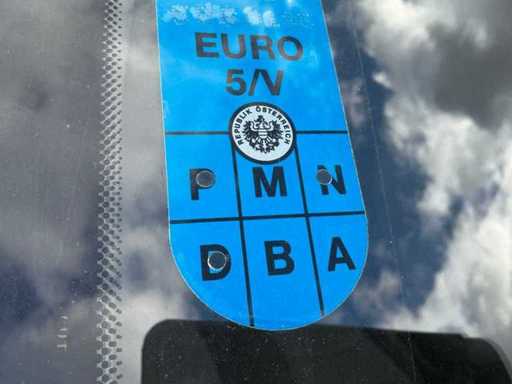 EURO
5/V
REPUBLIK ÖSTERREICH
P M N
D B A